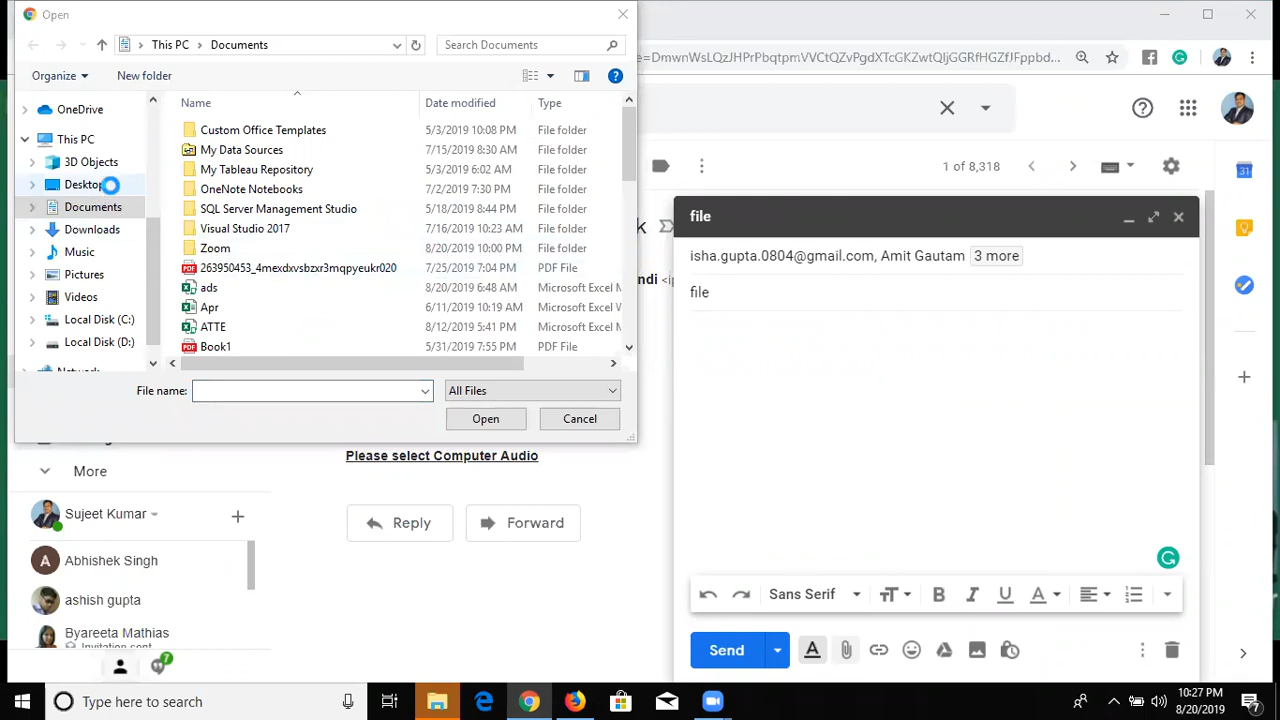 Open
This PC
Documents
Search Documents
=DmwnWsLQzJHPrPbqtpmVVCtQZvPgdXTcGKZwtQljGGRfHGZfJFppbd...
Organize
New folder
Name
Date modified
Type
OneDrive
This PC
3D Objects
Desktop
Documents
Downloads
Music
Pictures
Videos
Local Disk (C:)
Local Disk (D:)
Custom Office Templates 5/3/2019 10:08 PM File folder
My Data Sources 7/15/2019 8:30 AM File folder
My Tableau Repository 5/3/2019 6:02 AM File folder
OneNote Notebooks 7/2/2019 7:30 PM File folder
SQL Server Management Studio 5/18/2019 8:44 PM File folder
Visual Studio 2017 7/16/2019 10:23 AM File folder
Zoom 8/20/2019 10:00 PM File folder
263950453_4mexdxvsbzxr3mqpyeukr020 7/25/2019 7:04 PM PDF File
ads 8/20/2019 6:48 AM Microsoft Excel
Apr 6/11/2019 10:19 AM Microsoft Excel
ATTE 8/12/2019 5:41 PM Microsoft Excel
Book1 5/31/2019 7:55 PM PDF File
File name:
All Files
Open
Cancel
1 of 8,318
31
file
isha.gupta.0804@gmail.com, Amit Gautam 3 more
file
Please select Computer Audio
More
Reply
Forward
Sujeet Kumar
A Abhishek Singh
ashish gupta
Byareeta Mathias
Invitation sent
7
Sans Serif
Send
Type here to search
10:27 PM
8/20/2019
7